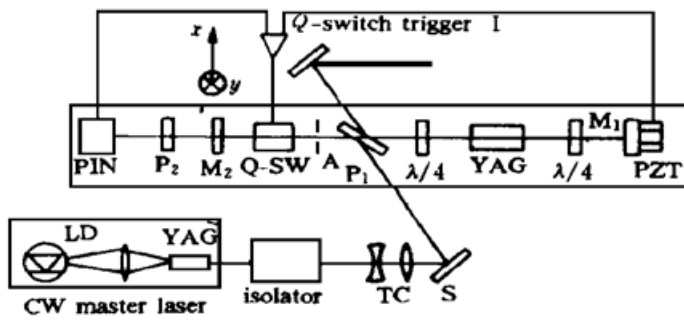 Q-switch trigger I
x
y
PIN P₂ M₂ Q-SW A P₁ λ/4 YAG λ/4 M₁ PZT
LD YAG
CW master laser
isolator
TC
S